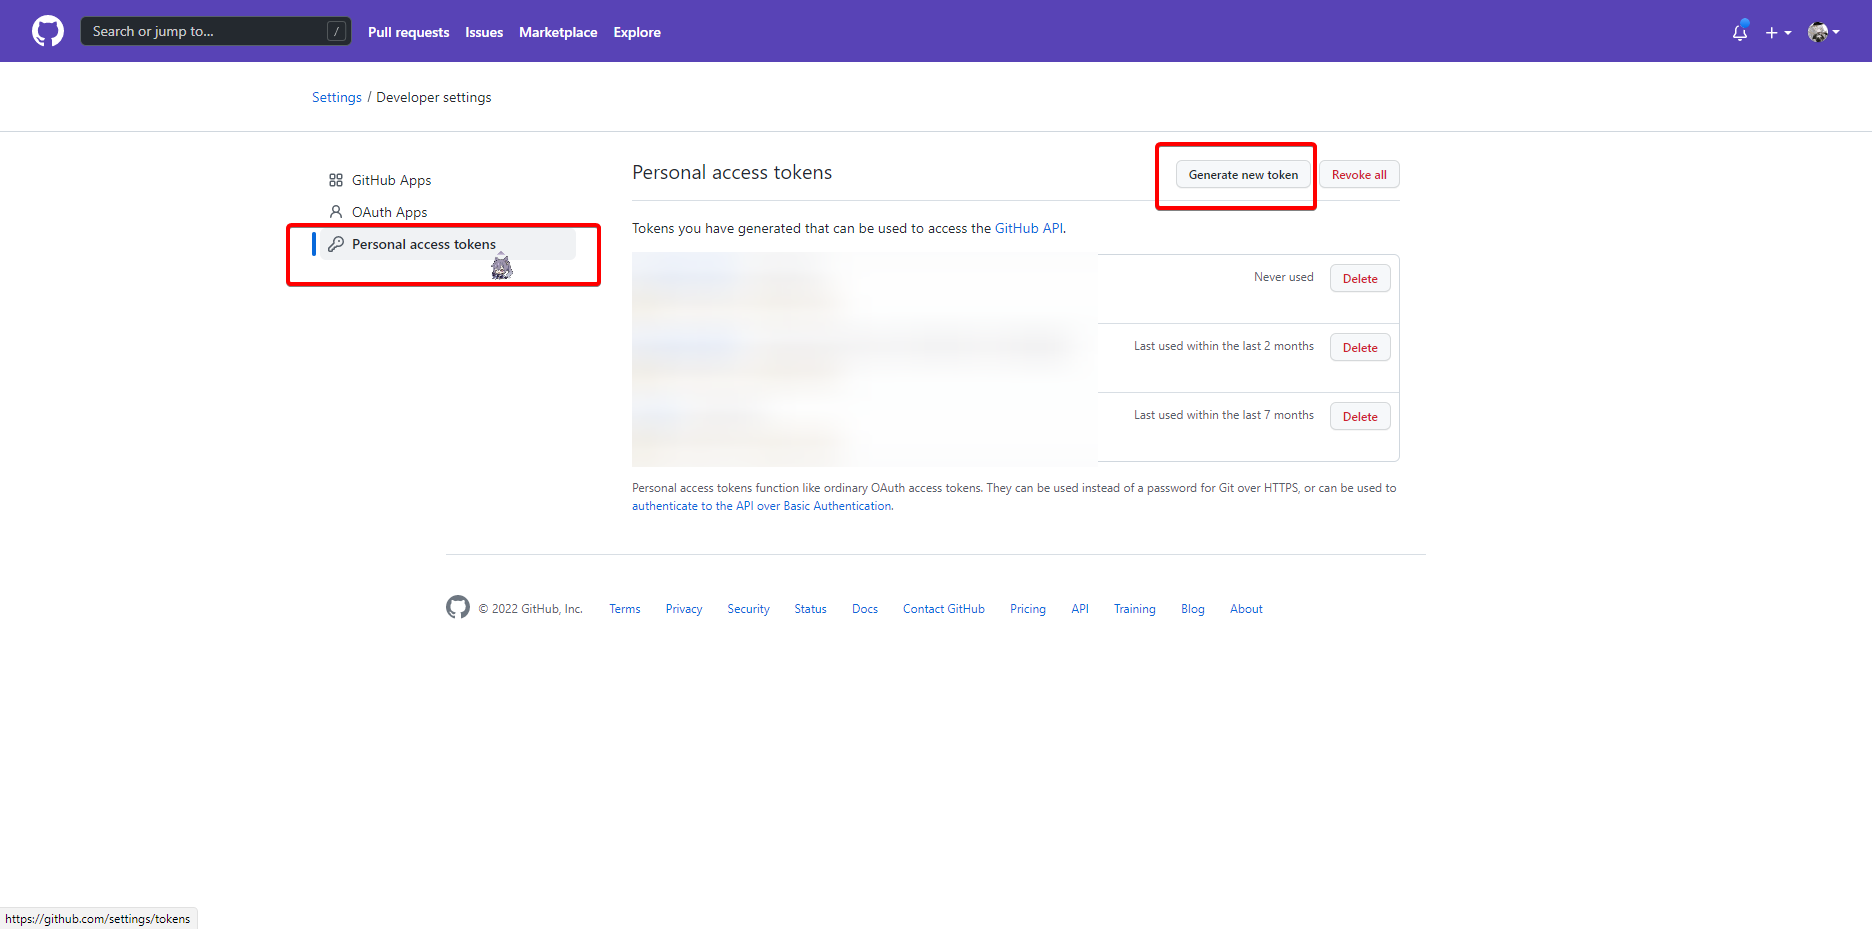 Search or jump to... /
Pull requests Issues Marketplace Explore
Settings / Developer settings
GitHub Apps
OAuth Apps
Personal access tokens
Personal access tokens
Generate new token Revoke all
Tokens you have generated that can be used to access the GitHub API.
Never used Delete
Last used within the last 2 months Delete
Last used within the last 7 months Delete
Personal access tokens function like ordinary OAuth access tokens. They can be used instead of a password for Git over HTTPS, or can be used to
authenticate to the API over Basic Authentication.
© 2022 GitHub, Inc. Terms Privacy Security Status Docs Contact GitHub Pricing API Training Blog About
https://github.com/settings/tokens